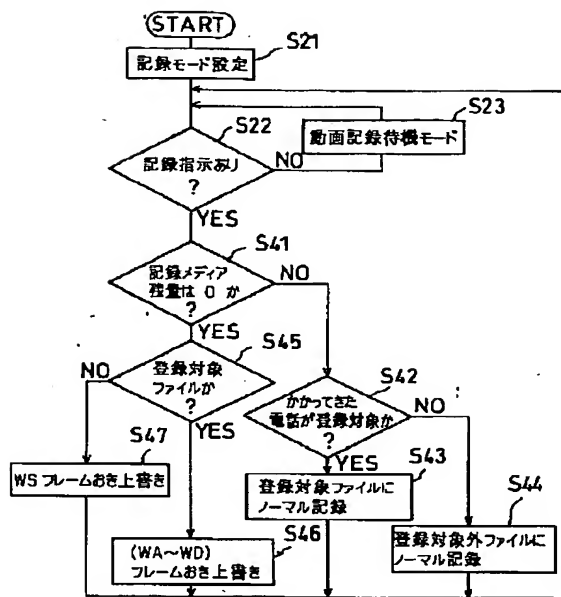 START
S21
記録モード設定
S23
動画記録待機モード
S22
記録指示あり
?
NO
YES
S41
記録メディア
残量は 0 か
?
NO
YES
S45
登録対象
ファイルか
?
NO
YES
S42
かかってきた
電話が登録対象か
?
NO
YES
S47
WSフレームおき上書き
S43
登録対象ファイルに
ノーマル記録
S46
(WA〜WD)
フレームおき上書き
S44
登録対象外ファイルに
ノーマル記録